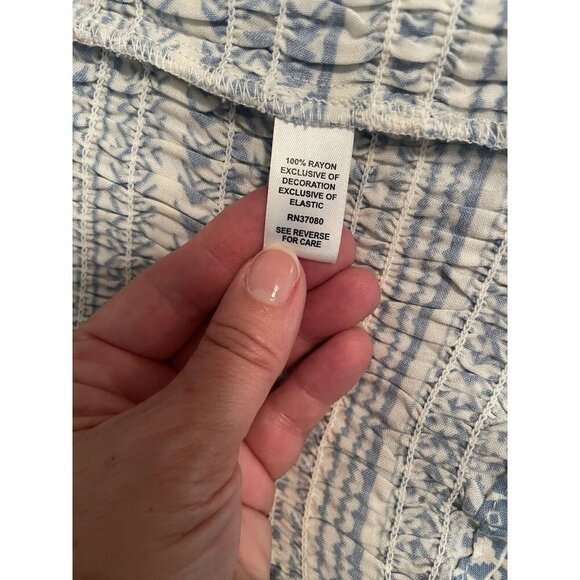 100% RAYON
EXCLUSIVE OF
DECORATION
EXCLUSIVE OF
ELASTIC
RN37080
SEE REVERSE
FOR CARE